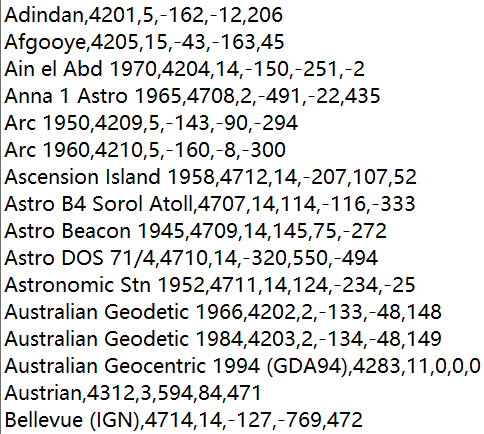 Adindan,4201,5,-162,-12,206
Afgooye,4205,15,-43,-163,45
Ain el Abd 1970,4204,14,-150,-251,-2
Anna 1 Astro 1965,4708,2,-491,-22,435
Arc 1950,4209,5,-143,-90,-294
Arc 1960,4210,5,-160,-8,-300
Ascension Island 1958,4712,14,-207,107,52
Astro B4 Sorol Atoll,4707,14,114,-116,-333
Astro Beacon 1945,4709,14,145,75,-272
Astro DOS 71/4,4710,14,-320,550,-494
Astronomic Stn 1952,4711,14,124,-234,-25
Australian Geodetic 1966,4202,2,-133,-48,148
Australian Geodetic 1984,4203,2,-134,-48,149
Australian Geocentric 1994 (GDA94),4283,11,0,0,0
Austrian,4312,3,594,84,471
Bellevue (IGN),4714,14,-127,-769,472